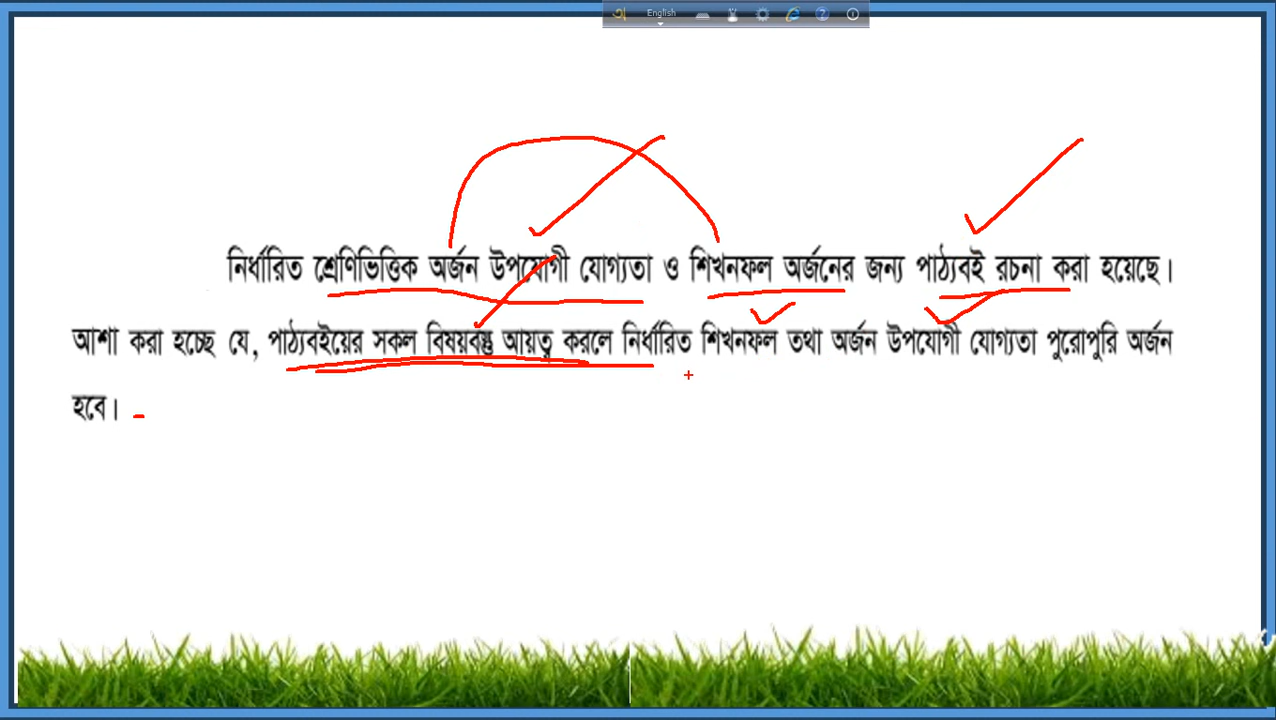 English
নির্ধারিত শ্রেণিভিত্তিক অর্জন উপযোগী যোগ্যতা ও শিখনফল অর্জনের জন্য পাঠ্যবই রচনা করা হয়েছে।
আশা করা হচ্ছে যে, পাঠ্যবইয়ের সকল বিষয়বস্তু আয়ত্ব করলে নির্ধারিত শিখনফল তথা অর্জন উপযোগী যোগ্যতা পুরোপুরি অর্জন
হবে।